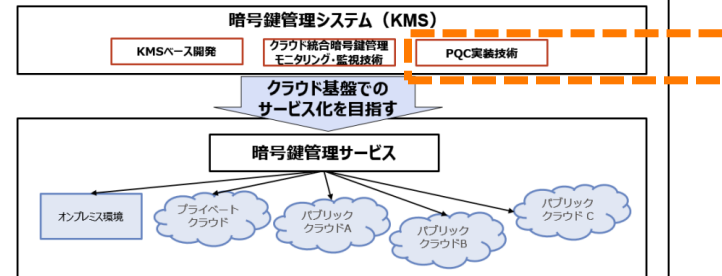 暗号鍵管理システム（KMS）
KMSベース開発
クラウド統合暗号鍵管理
モニタリング・監視技術
PQC実装技術
クラウド基盤での
サービス化を目指す
暗号鍵管理サービス
オンプレミス環境
プライベート
クラウド
パブリック
クラウドA
パブリック
クラウドB
パブリック
クラウド C